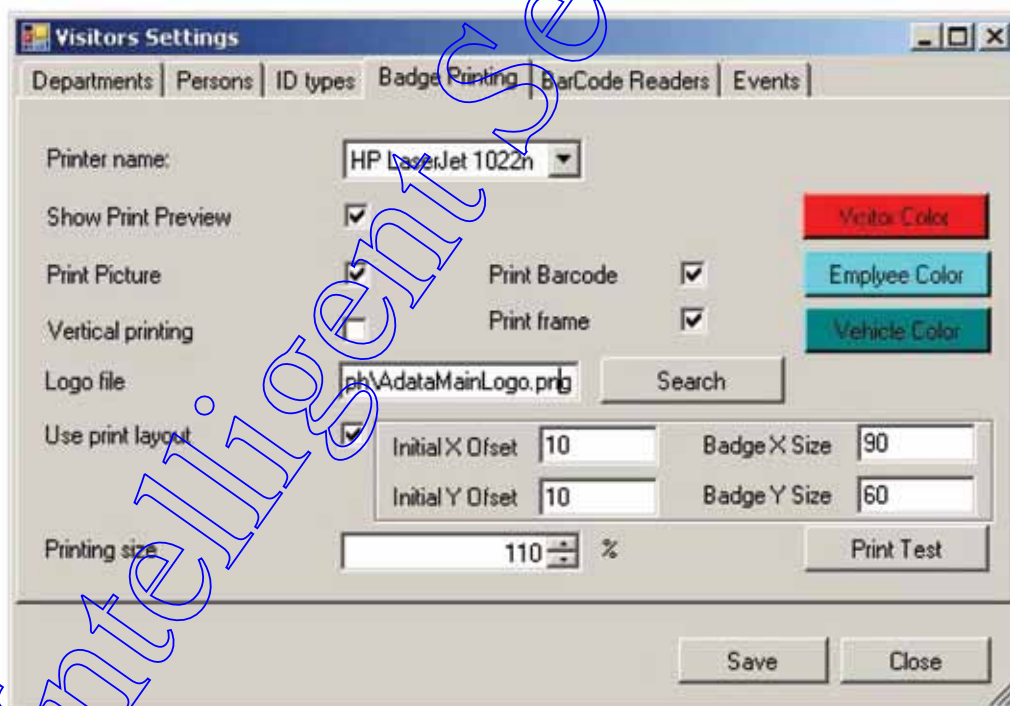 Visitors Settings
Departments Persons ID types Badge Printing BarCode Readers Events
Printer name: HP LaserJet 1022n
Show Print Preview Visitor Color
Print Picture Print Barcode Emplyee Color
Vertical printing Print frame Vehicle Color
Logo file ph\AdataMainLogo.png Search
Use print layout Initial X Ofset 10 Badge X Size 90
Initial Y Ofset 10 Badge Y Size 60
Printing size 110 % Print Test
Save Close
ntelligent Se